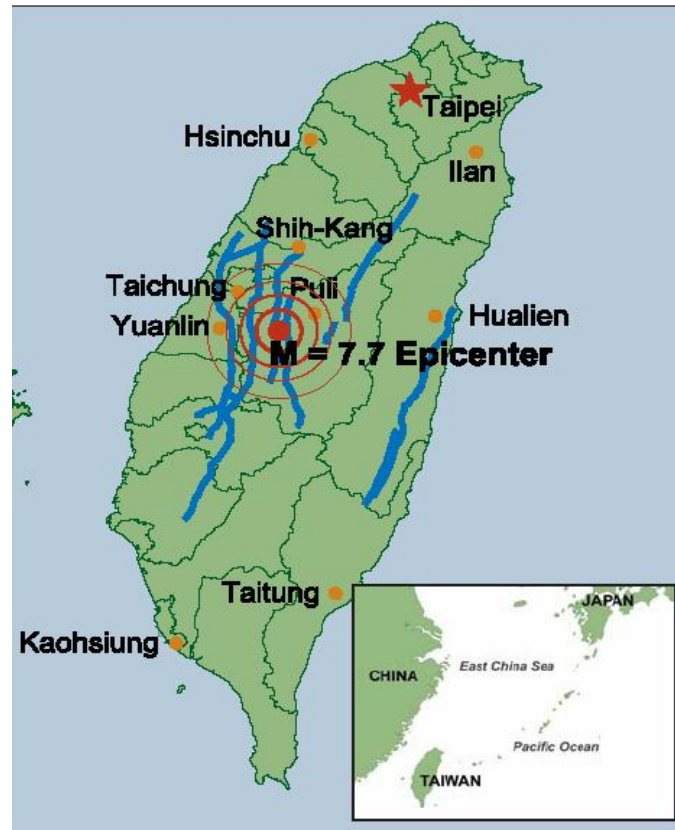 Taipei
Hsinchu
Ilan
Shih-Kang
Taichung
Puli
Yuanlin
Hualien
M = 7.7 Epicenter
Taitung
Kaohsiung
JAPAN
CHINA
East China Sea
Pacific Ocean
TAIWAN